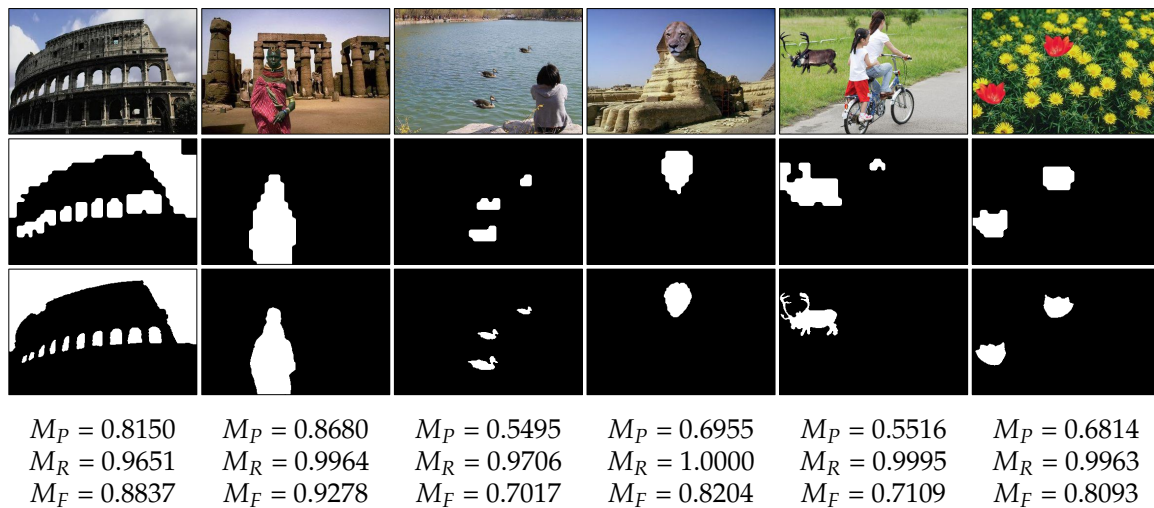 M_P = 0.8150 M_P = 0.8680 M_P = 0.5495 M_P = 0.6955 M_P = 0.5516 M_P = 0.6814
M_R = 0.9651 M_R = 0.9964 M_R = 0.9706 M_R = 1.0000 M_R = 0.9995 M_R = 0.9963
M_F = 0.8837 M_F = 0.9278 M_F = 0.7017 M_F = 0.8204 M_F = 0.7109 M_F = 0.8093